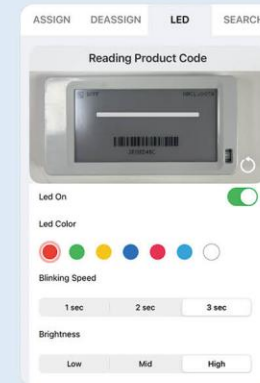 ASSIGN DEASSIGN LED SEARCH
Reading Product Code
Led On
Led Color
Blinking Speed
1 sec 2 sec 3 sec
Brightness
Low Mid High